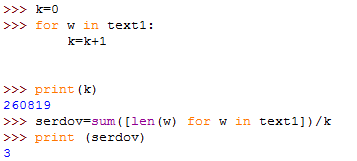 >>> k=0
>>> for w in text1:
        k=k+1
>>> print(k)
260819
>>> serdov=sum([len(w) for w in text1])/k
>>> print (serdov)
3